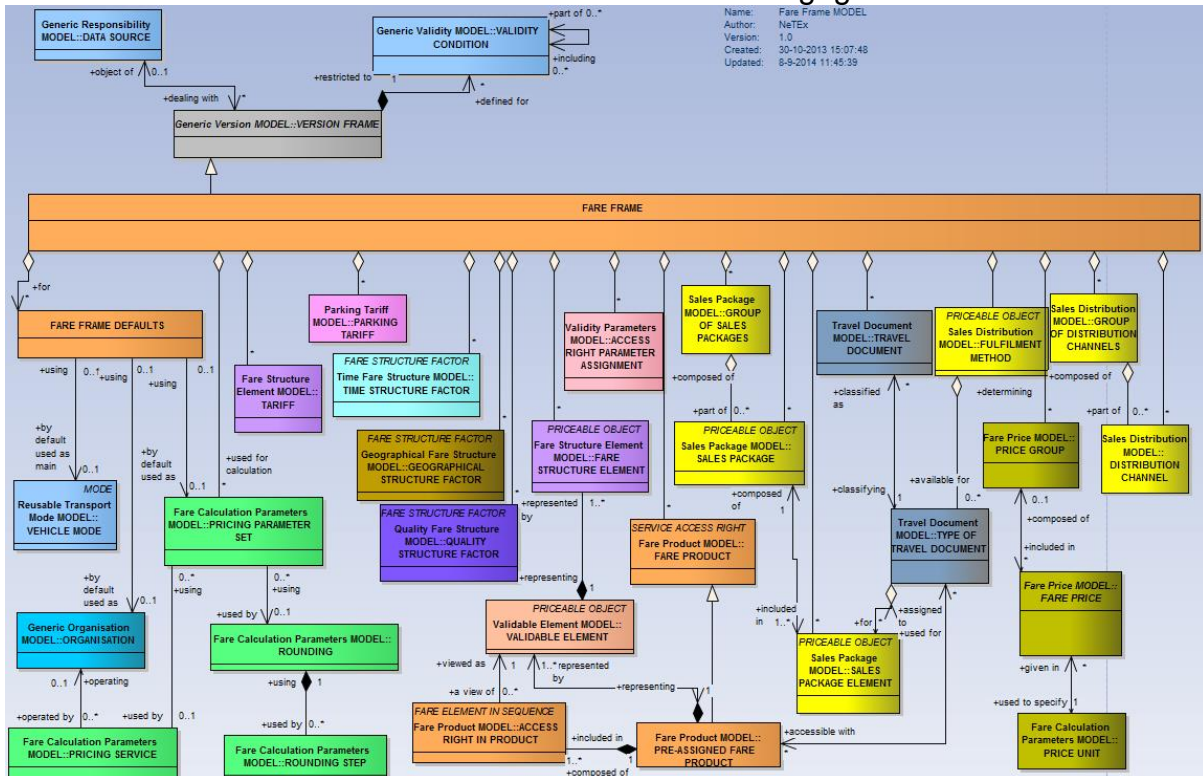 Name: Fare Frame MODEL
Author: NeTEx
Version: 1.0
Created: 30-10-2013 15:07:48
Updated: 8-9-2014 11:45:39
Generic Responsibility
MODEL::DATA SOURCE
Generic Validity MODEL::VALIDITY
CONDITION
+part of 0..*
+including
0..*
+object of
0..1
+restricted to
1
*
+dealing with
*
+defined for
Generic Version MODEL::VERSION FRAME
FARE FRAME
+for
*
FARE FRAME DEFAULTS
Parking Tariff
MODEL::PARKING
TARIFF
Validity Parameters
MODEL::ACCESS
RIGHT PARAMETER
ASSIGNMENT
Sales Package
MODEL::GROUP
OF SALES
PACKAGES
Travel Document
MODEL::TRAVEL
DOCUMENT
PRICEABLE OBJECT
Sales Distribution
MODEL::FULFILMENT
METHOD
Sales Distribution
MODEL::GROUP
OF DISTRIBUTION
CHANNELS
+using
0..1
+using
0..1
+using
0..1
Fare Structure
Element MODEL::
TARIFF
FARE STRUCTURE FACTOR
Time Fare Structure MODEL::
TIME STRUCTURE FACTOR
+composed of
+part of 0..*
+classified
as
*
+determining
+composed of
+part of 0..*
+by
default
used as
main
0..1
+by
default
used as
0..1
+used for
calculation
FARE STRUCTURE FACTOR
Geographical Fare Structure
MODEL::GEOGRAPHICAL
STRUCTURE FACTOR
PRICEABLE OBJECT
Fare Structure Element
MODEL::FARE
STRUCTURE ELEMENT
PRICEABLE OBJECT
Sales Package MODEL::
SALES PACKAGE
Fare Price MODEL::
PRICE GROUP
Sales Distribution
MODEL::
DISTRIBUTION
CHANNEL
MODE
Reusable Transport
Mode MODEL::
VEHICLE MODE
Fare Calculation Parameters
MODEL::PRICING PARAMETER
SET
FARE STRUCTURE FACTOR
Quality Fare Structure
MODEL::QUALITY
STRUCTURE FACTOR
+represented
by
1..*
+composed
of
1
+classifying
1
+available for
0..*
0..1
+composed of
SERVICE ACCESS RIGHT
Fare Product MODEL::
FARE PRODUCT
Travel Document
MODEL::TYPE OF
TRAVEL DOCUMENT
+included in
*
+by
default
used as
0..1
0..*
+using
0..*
+using
+representing
1
Fare Price MODEL::
FARE PRICE
Generic Organisation
MODEL::ORGANISATION
+used by
0..1
PRICEABLE OBJECT
Validable Element MODEL::
VALIDABLE ELEMENT
+included
in
1..*
+for
*
+assigned
to
+used for
*
Fare Calculation Parameters MODEL::
ROUNDING
PRICEABLE OBJECT
Sales Package
MODEL::SALES
PACKAGE ELEMENT
+given in
*
0..1
+operating
+using
1
+viewed as
1
1..*
represented
by
+representing
1
+a view of 0..*
+used to specify
1
+operated by
0..*
+used by
0..1
+used by
0..*
FARE ELEMENT IN SEQUENCE
Fare Product MODEL::ACCESS
RIGHT IN PRODUCT
+included in
1
1..*
+composed of
Fare Product MODEL::
PRE-ASSIGNED FARE
PRODUCT
+accessible with
*
Fare Calculation
Parameters MODEL::
PRICE UNIT
Fare Calculation Parameters
MODEL::PRICING SERVICE
Fare Calculation Parameters
MODEL::ROUNDING STEP